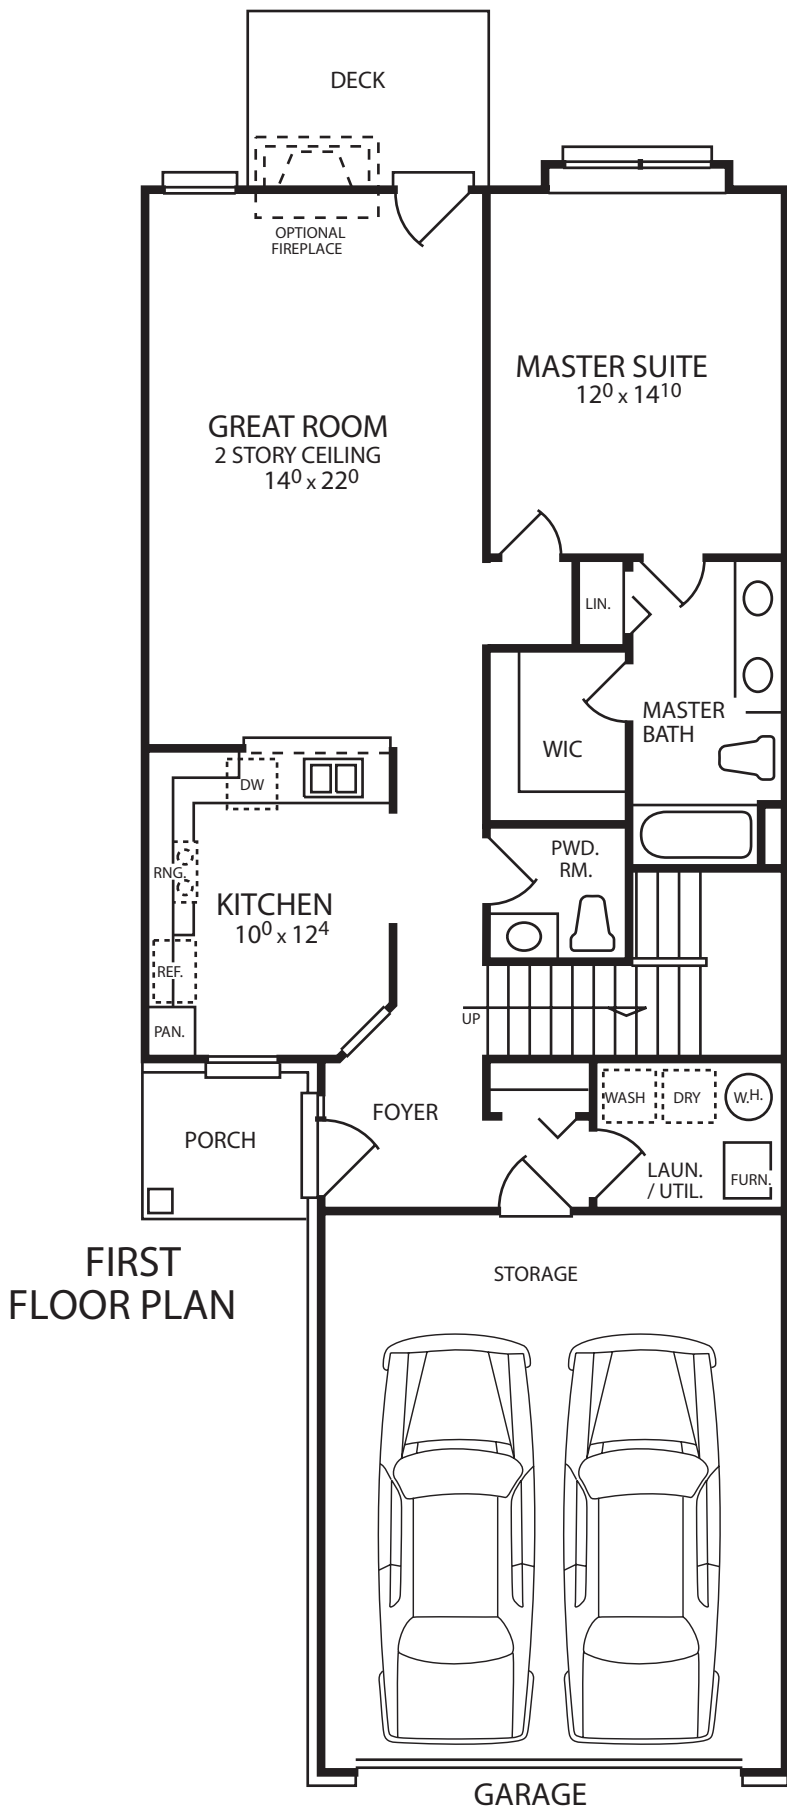 DECK
OPTIONAL
FIREPLACE
MASTER SUITE
12⁰ x 14¹⁰
GREAT ROOM
2 STORY CEILING
14⁰ x 22⁰
LIN.
MASTER
BATH
WIC
DW
PWD.
RM.
RNG.
KITCHEN
10⁰ x 12⁴
REF.
UP
PAN.
WASH
DRY
W.H.
FOYER
PORCH
LAUN.
/ UTIL.
FURN.
FIRST
FLOOR PLAN
STORAGE
GARAGE